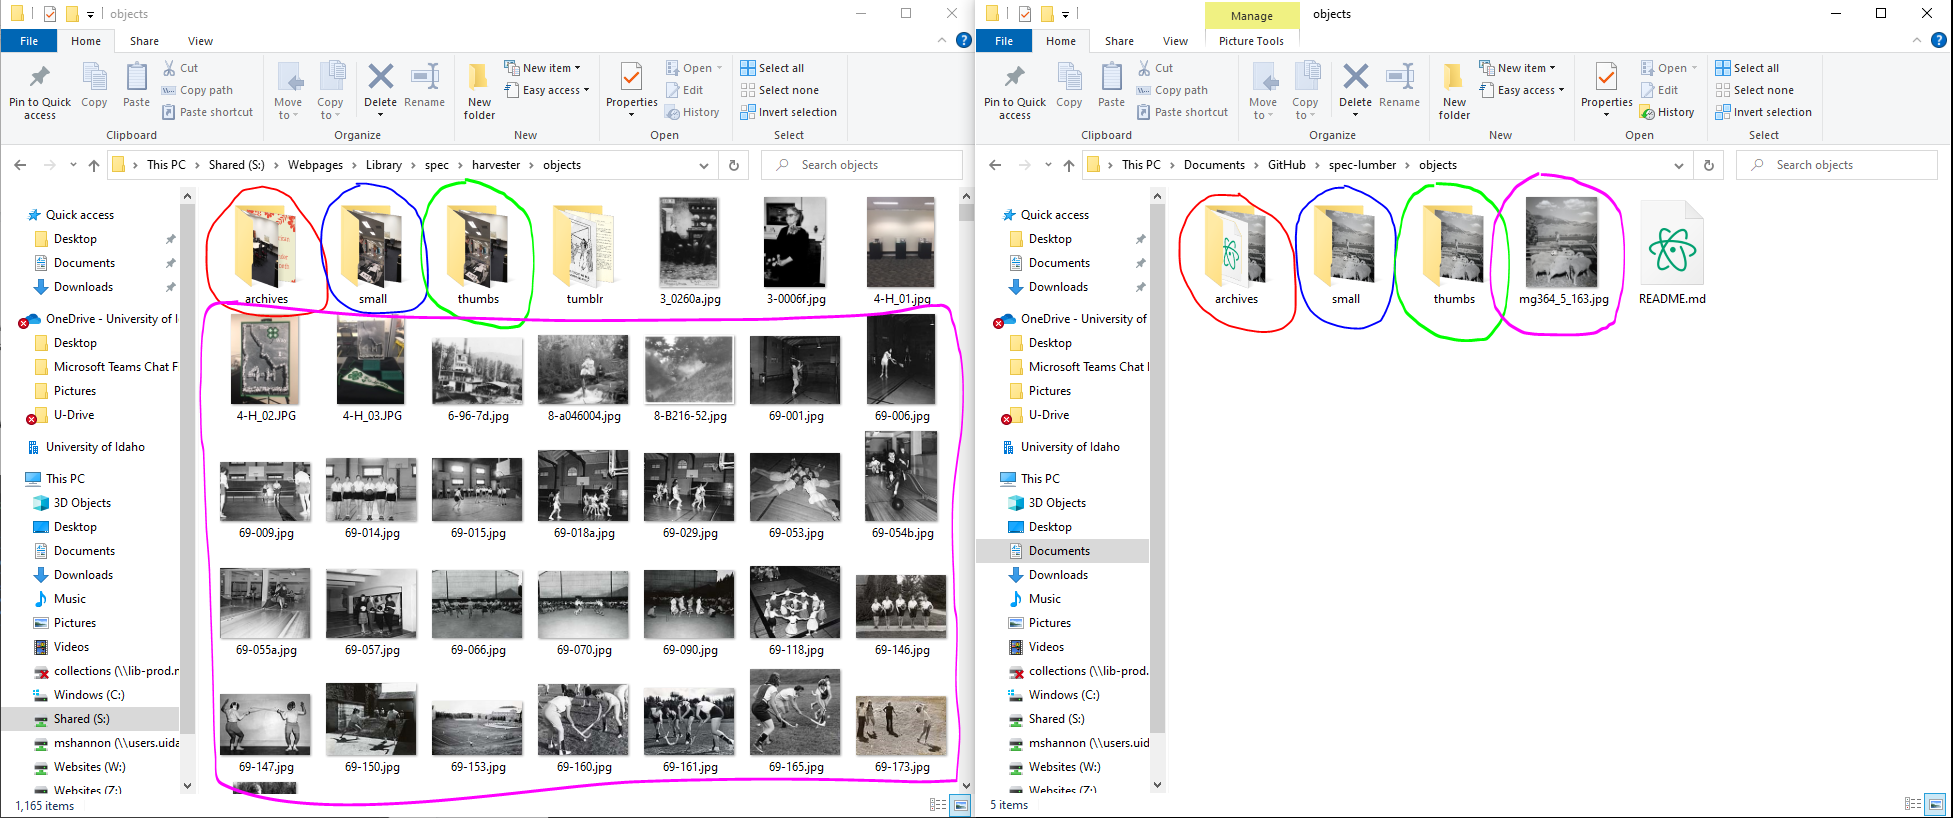 objects
File Home Share View
Pin to Quick access
Copy
Paste
Cut
Copy path
Paste shortcut
Clipboard
Move to
Copy to
Delete
Rename
Organize
New folder
New item
Easy access
New
Properties
Open
Edit
History
Open
Select all
Select none
Invert selection
Select
This PC > Shared (S:) > Webpages > Library > spec > harvester > objects
Search objects
Quick access
Desktop
Documents
Downloads
OneDrive - University of I
Desktop
Microsoft Teams Chat F
Pictures
U-Drive
University of Idaho
This PC
3D Objects
Desktop
Documents
Downloads
Music
Pictures
Videos
collections (\\lib-prod.n
Windows (C:)
Shared (S:)
mshannon (\\users.uida
Websites (W:)
Websites (Z:)
archives small thumbs tumblr 3_0260a.jpg 3-0006f.jpg 4-H_01.jpg
4-H_02.JPG 4-H_03.JPG 6-96-7d.jpg 8-a046004.jpg 8-B216-52.jpg 69-001.jpg 69-006.jpg
69-009.jpg 69-014.jpg 69-015.jpg 69-018a.jpg 69-029.jpg 69-053.jpg 69-054b.jpg
69-055a.jpg 69-057.jpg 69-066.jpg 69-070.jpg 69-090.jpg 69-118.jpg 69-146.jpg
69-147.jpg 69-150.jpg 69-153.jpg 69-160.jpg 69-161.jpg 69-165.jpg 69-173.jpg
1,165 items
Manage
objects
File Home Share View Picture Tools
Pin to Quick access
Copy
Paste
Cut
Copy path
Paste shortcut
Clipboard
Move to
Copy to
Delete
Rename
Organize
New folder
New item
Easy access
New
Properties
Open
Edit
History
Open
Select all
Select none
Invert selection
Select
This PC > Documents > GitHub > spec-lumber > objects
Search objects
Quick access
Desktop
Documents
Downloads
OneDrive - University of
Desktop
Microsoft Teams Chat
Pictures
U-Drive
University of Idaho
This PC
3D Objects
Desktop
Documents
Downloads
Music
Pictures
Videos
collections (\\lib-prod.
Windows (C:)
Shared (S:)
mshannon (\\users.uid
Websites (W:)
Websites (Z:)
archives small thumbs mg364_5_163.jpg README.md
5 items